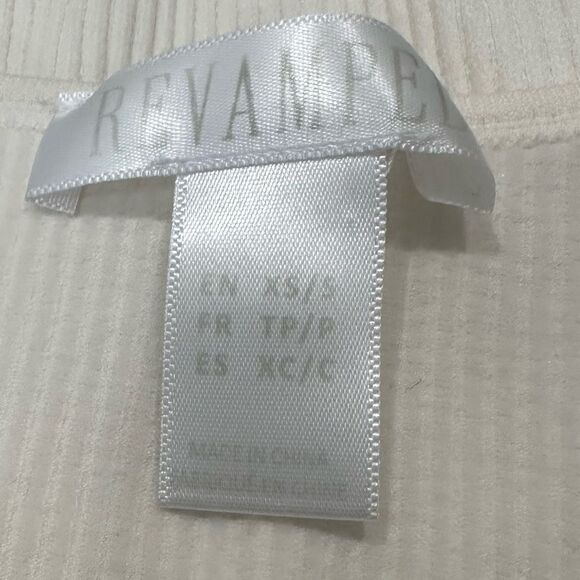 REVAMPED
EN XS/S
FR TP/P
ES XC/C
MADE IN CHINA
FABRIQUÉ EN CHINE